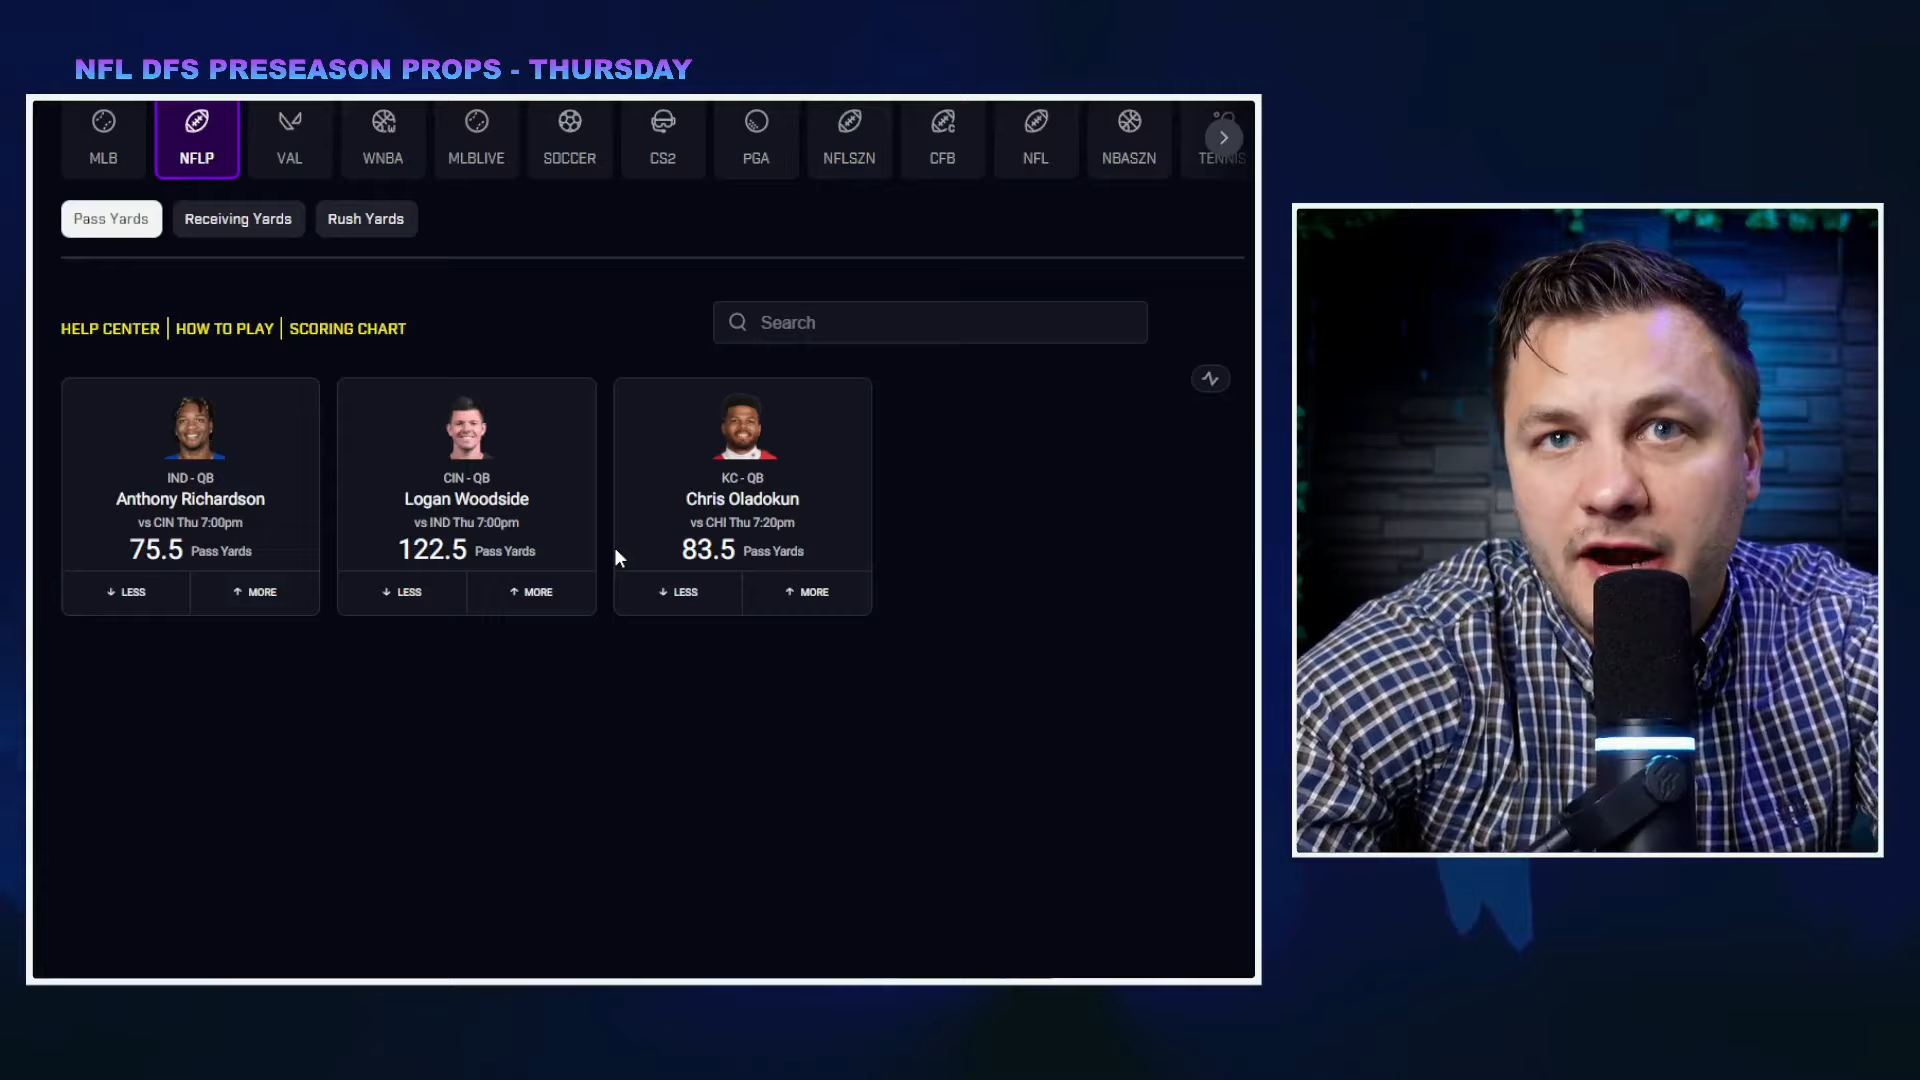 NFL DFS PRESEASON PROPS - THURSDAY
MLB NFLP VAL WNBA MLBLIVE SOCCER CS2 PGA NFLSZN CFB NFL NBASZN TENNIS
Pass Yards Receiving Yards Rush Yards
HELP CENTER | HOW TO PLAY | SCORING CHART
Search
IND - QB
Anthony Richardson
vs CIN Thu 7:00pm
75.5 Pass Yards
LESS MORE
CIN - QB
Logan Woodside
vs IND Thu 7:00pm
122.5 Pass Yards
LESS MORE
KC - QB
Chris Oladokun
vs CHI Thu 7:20pm
83.5 Pass Yards
LESS MORE